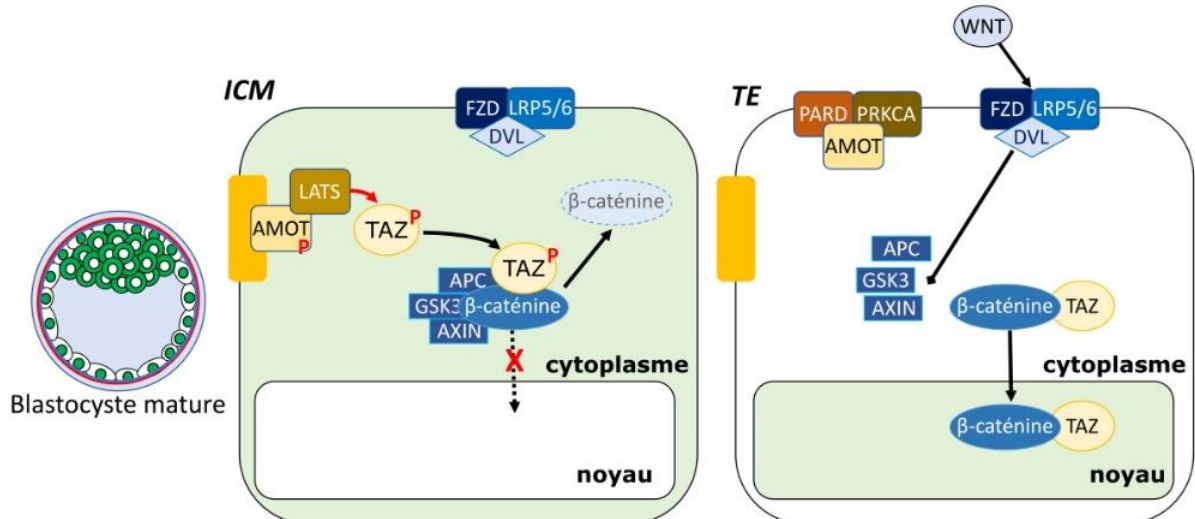 Blastocyste mature
ICM
FZD
LRP5/6
DVL
LATS
AMOT
P
TAZ
P
TAZ
P
APC
GSK3
β-caténine
AXIN
β-caténine
X
cytoplasme
noyau
WNT
TE
PARD
PRKCA
AMOT
FZD
LRP5/6
DVL
APC
GSK3
AXIN
β-caténine
TAZ
cytoplasme
β-caténine
TAZ
noyau